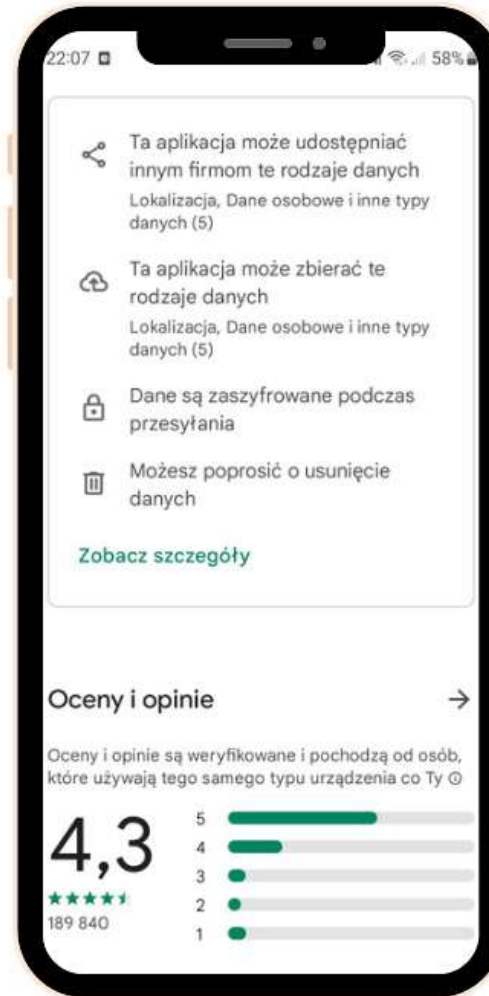 22:07
58%
Ta aplikacja może udostępniać
innym firmom te rodzaje danych
Lokalizacja, Dane osobowe i inne typy
danych (5)
Ta aplikacja może zbierać te
rodzaje danych
Lokalizacja, Dane osobowe i inne typy
danych (5)
Dane są zaszyfrowane podczas
przesyłania
Możesz poprosić o usunięcie
danych
Zobacz szczegóły
Oceny i opinie
Oceny i opinie są weryfikowane i pochodzą od osób,
które używają tego samego typu urządzenia co Ty
4,3
189 840
5
4
3
2
1